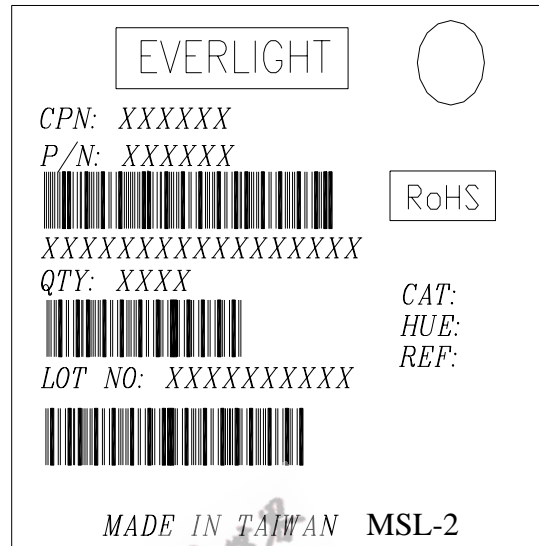 EVERLIGHT
CPN: XXXXXX
P/N: XXXXXX
RoHS
XXXXXXXXXXXXXXXXX
QTY: XXXX
CAT:
HUE:
REF:
LOT NO: XXXXXXXXXX
MADE IN TAIWAN MSL-2